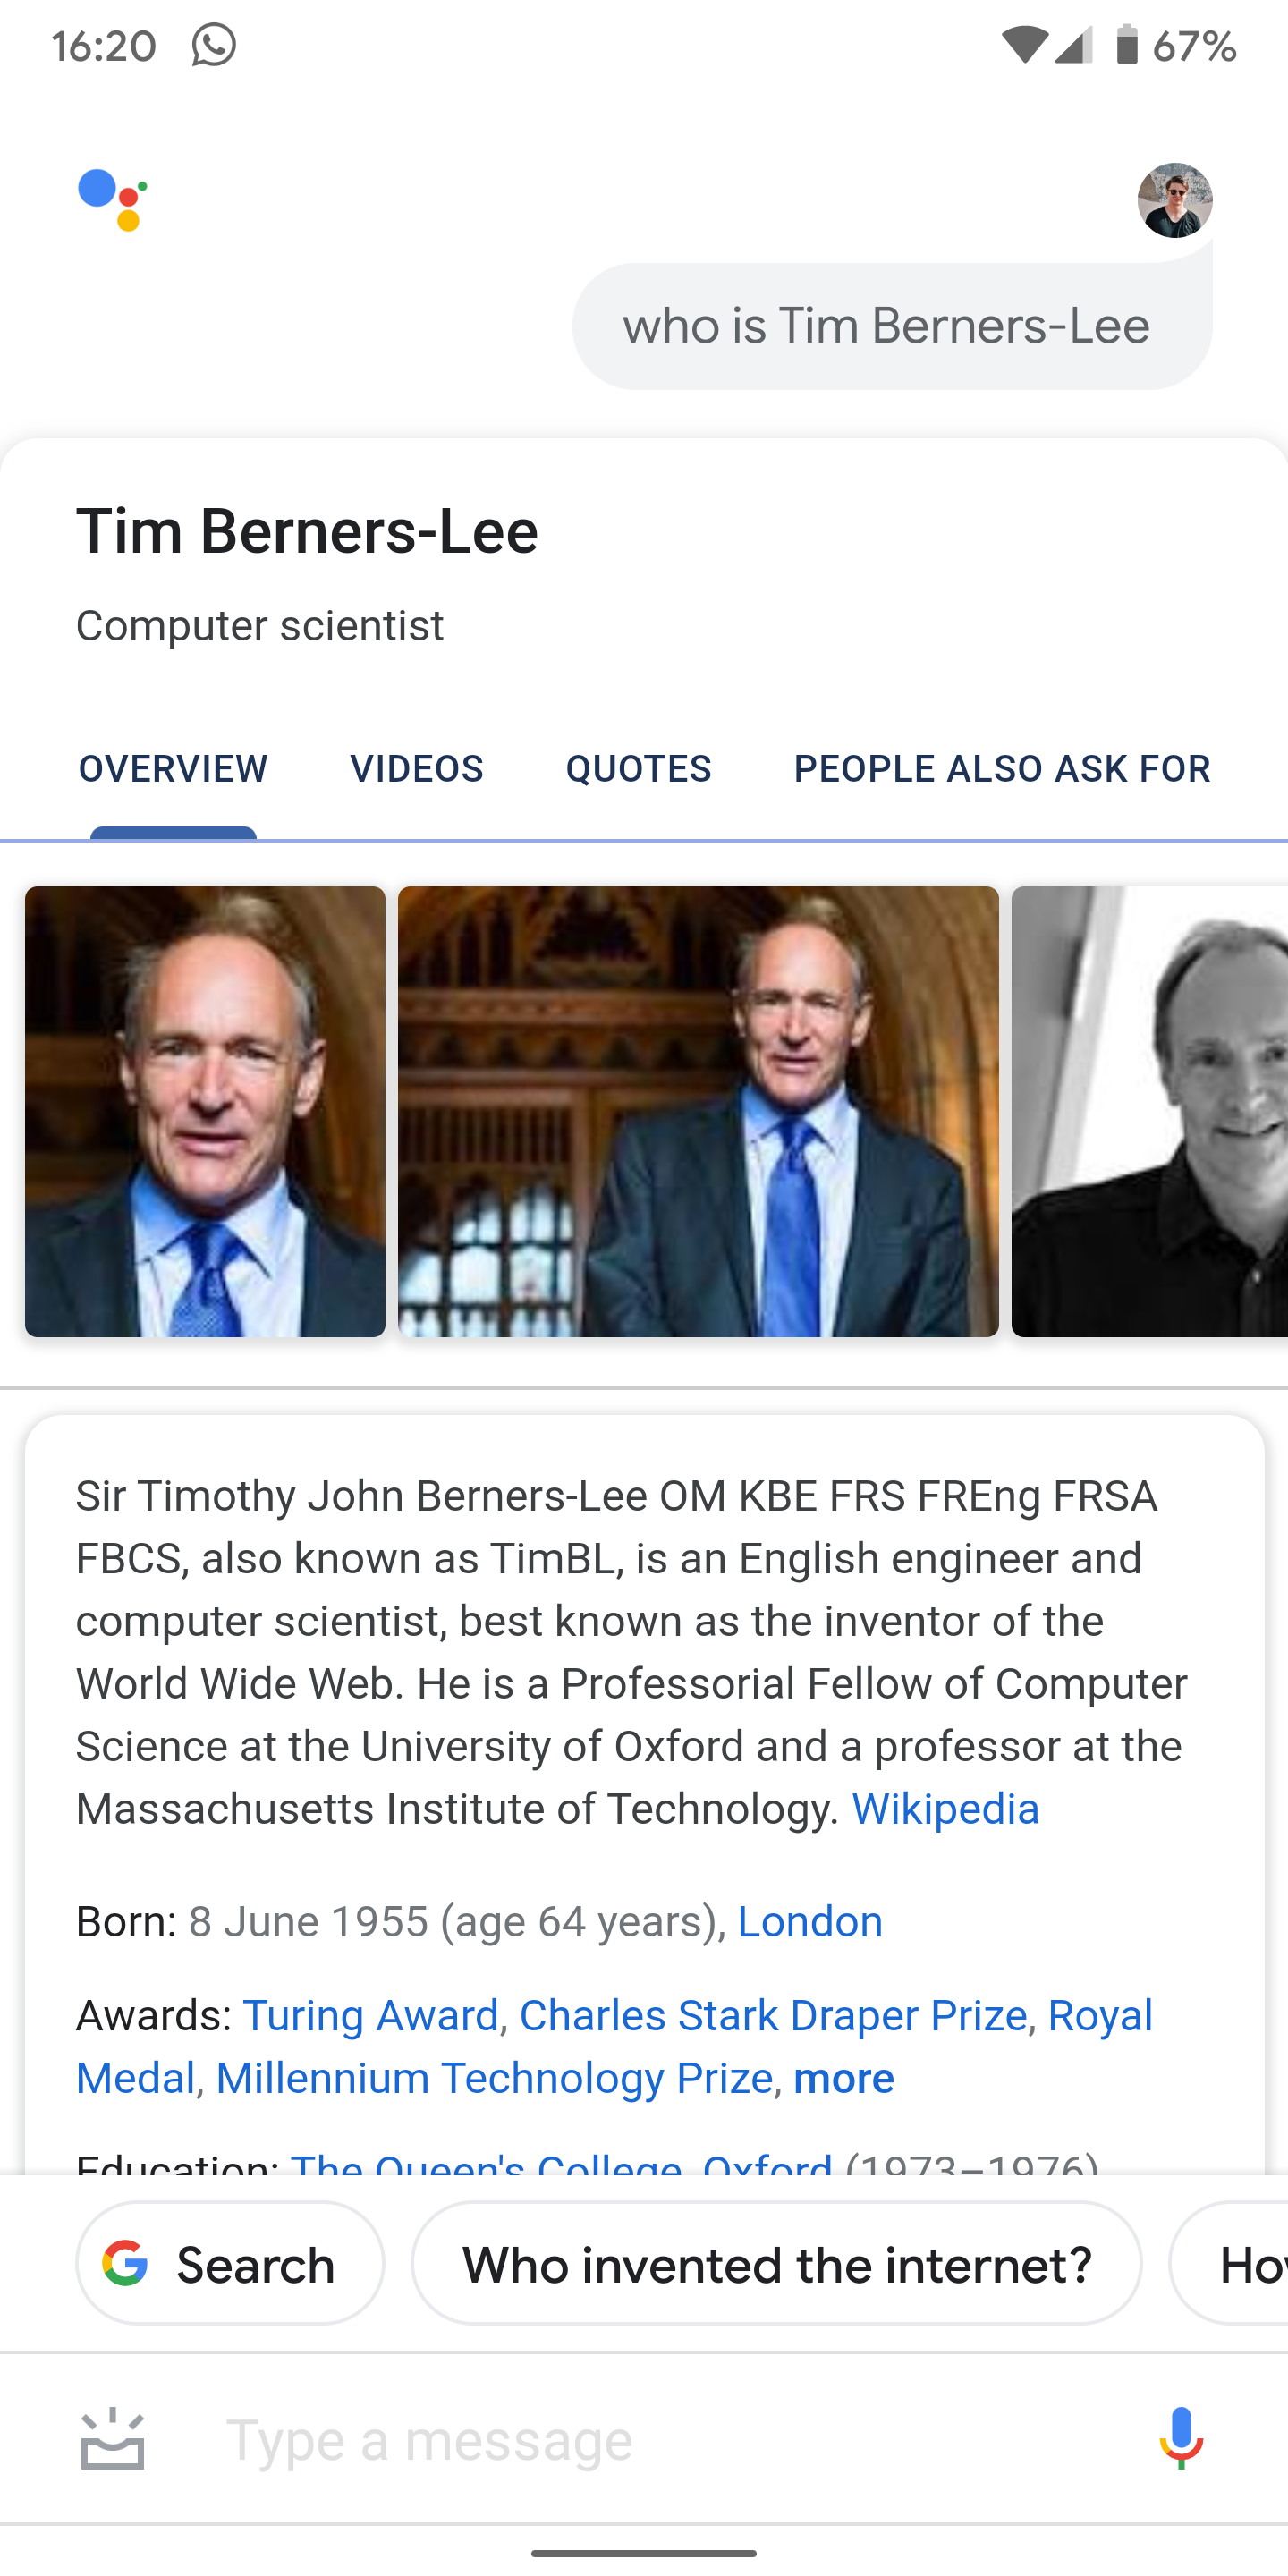 16:20
67%
who is Tim Berners-Lee
Tim Berners-Lee
Computer scientist
OVERVIEW VIDEOS QUOTES PEOPLE ALSO ASK FOR
Sir Timothy John Berners-Lee OM KBE FRS FREng FRSA
FBCS, also known as TimBL, is an English engineer and
computer scientist, best known as the inventor of the
World Wide Web. He is a Professorial Fellow of Computer
Science at the University of Oxford and a professor at the
Massachusetts Institute of Technology. Wikipedia
Born: 8 June 1955 (age 64 years), London
Awards: Turing Award, Charles Stark Draper Prize, Royal
Medal, Millennium Technology Prize, more
Education: The Queen's College, Oxford (1973–1976)
Search Who invented the internet?
Type a message